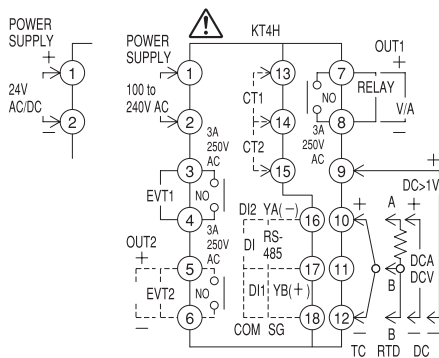 POWER
SUPPLY
+
1
24V
AC/DC
2
−
POWER
SUPPLY
KT4H
1
100 to
240V AC
2
3A
250V
AC
3
EVT1
NO
4
3A
250V
AC
OUT2
+
5
EVT2
NO
−
6
13
CT1
14
CT2
15
DI2 YA(−)
16
DI RS-
485
17
DI1 YB(+)
COM SG
18
OUT1
7
+
NO
RELAY
V/A
8
−
3A
250V
AC
9
+
DC>1V
10
+
A
+
11
DCA
DCV
B
12
−
B
−
−
TC RTD DC